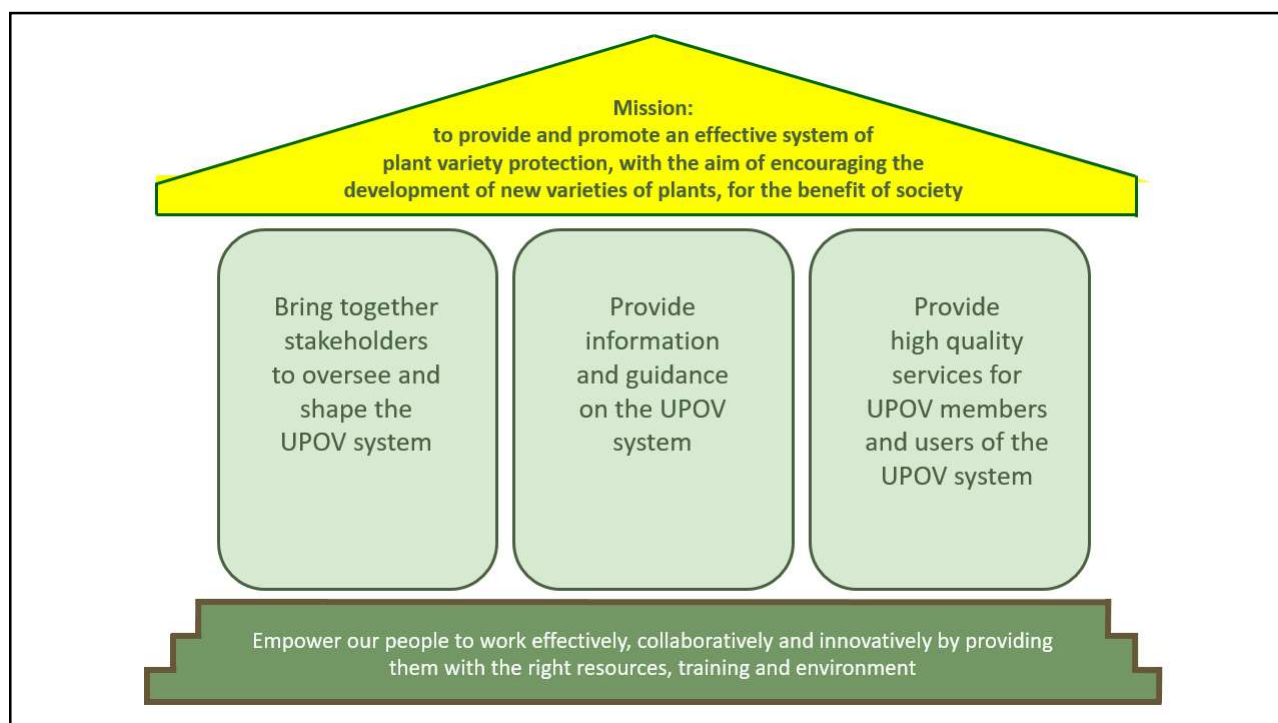 Mission:
to provide and promote an effective system of
plant variety protection, with the aim of encouraging the
development of new varieties of plants, for the benefit of society
Bring together
stakeholders
to oversee and
shape the
UPOV system
Provide
information
and guidance
on the UPOV
system
Provide
high quality
services for
UPOV members
and users of the
UPOV system
Empower our people to work effectively, collaboratively and innovatively by providing
them with the right resources, training and environment